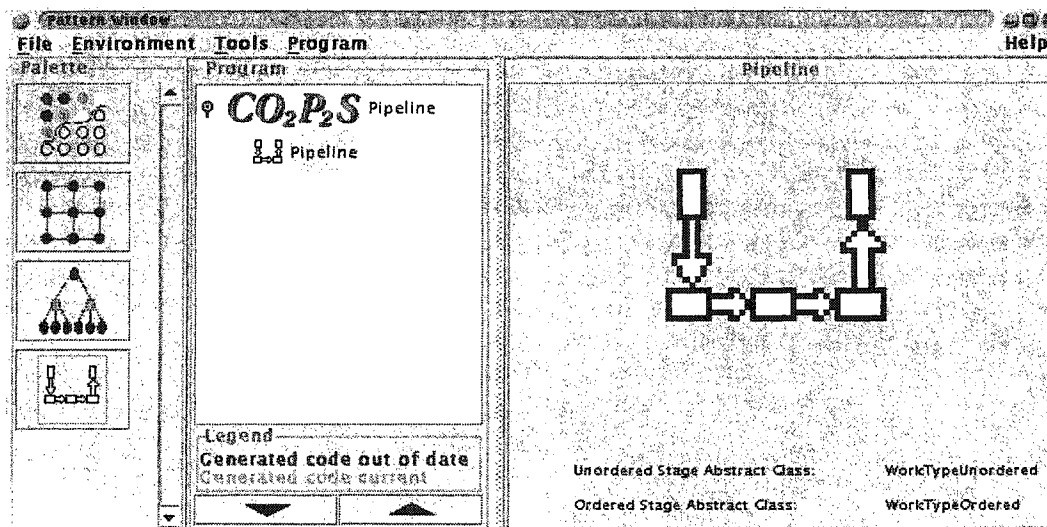 Pattern Window
File Environment Tools Program Help
Palette
Program
CO2P2S Pipeline
Pipeline
Legend
Generated code out of date
Generated code current
Pipeline
Unordered Stage Abstract Class: WorkTypeUnordered
Ordered Stage Abstract Class: WorkTypeOrdered